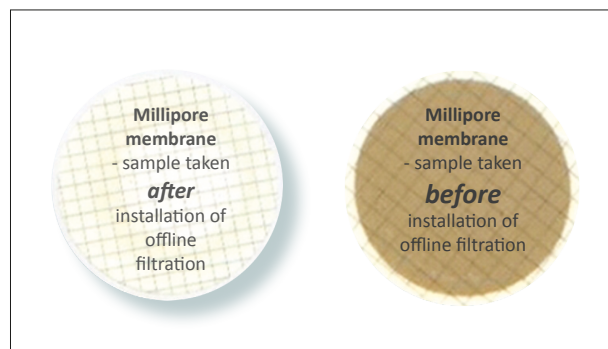 Millipore
membrane
- sample taken
after
installation of
offline
filtration
Millipore
membrane
- sample taken
before
installation of
offline filtration